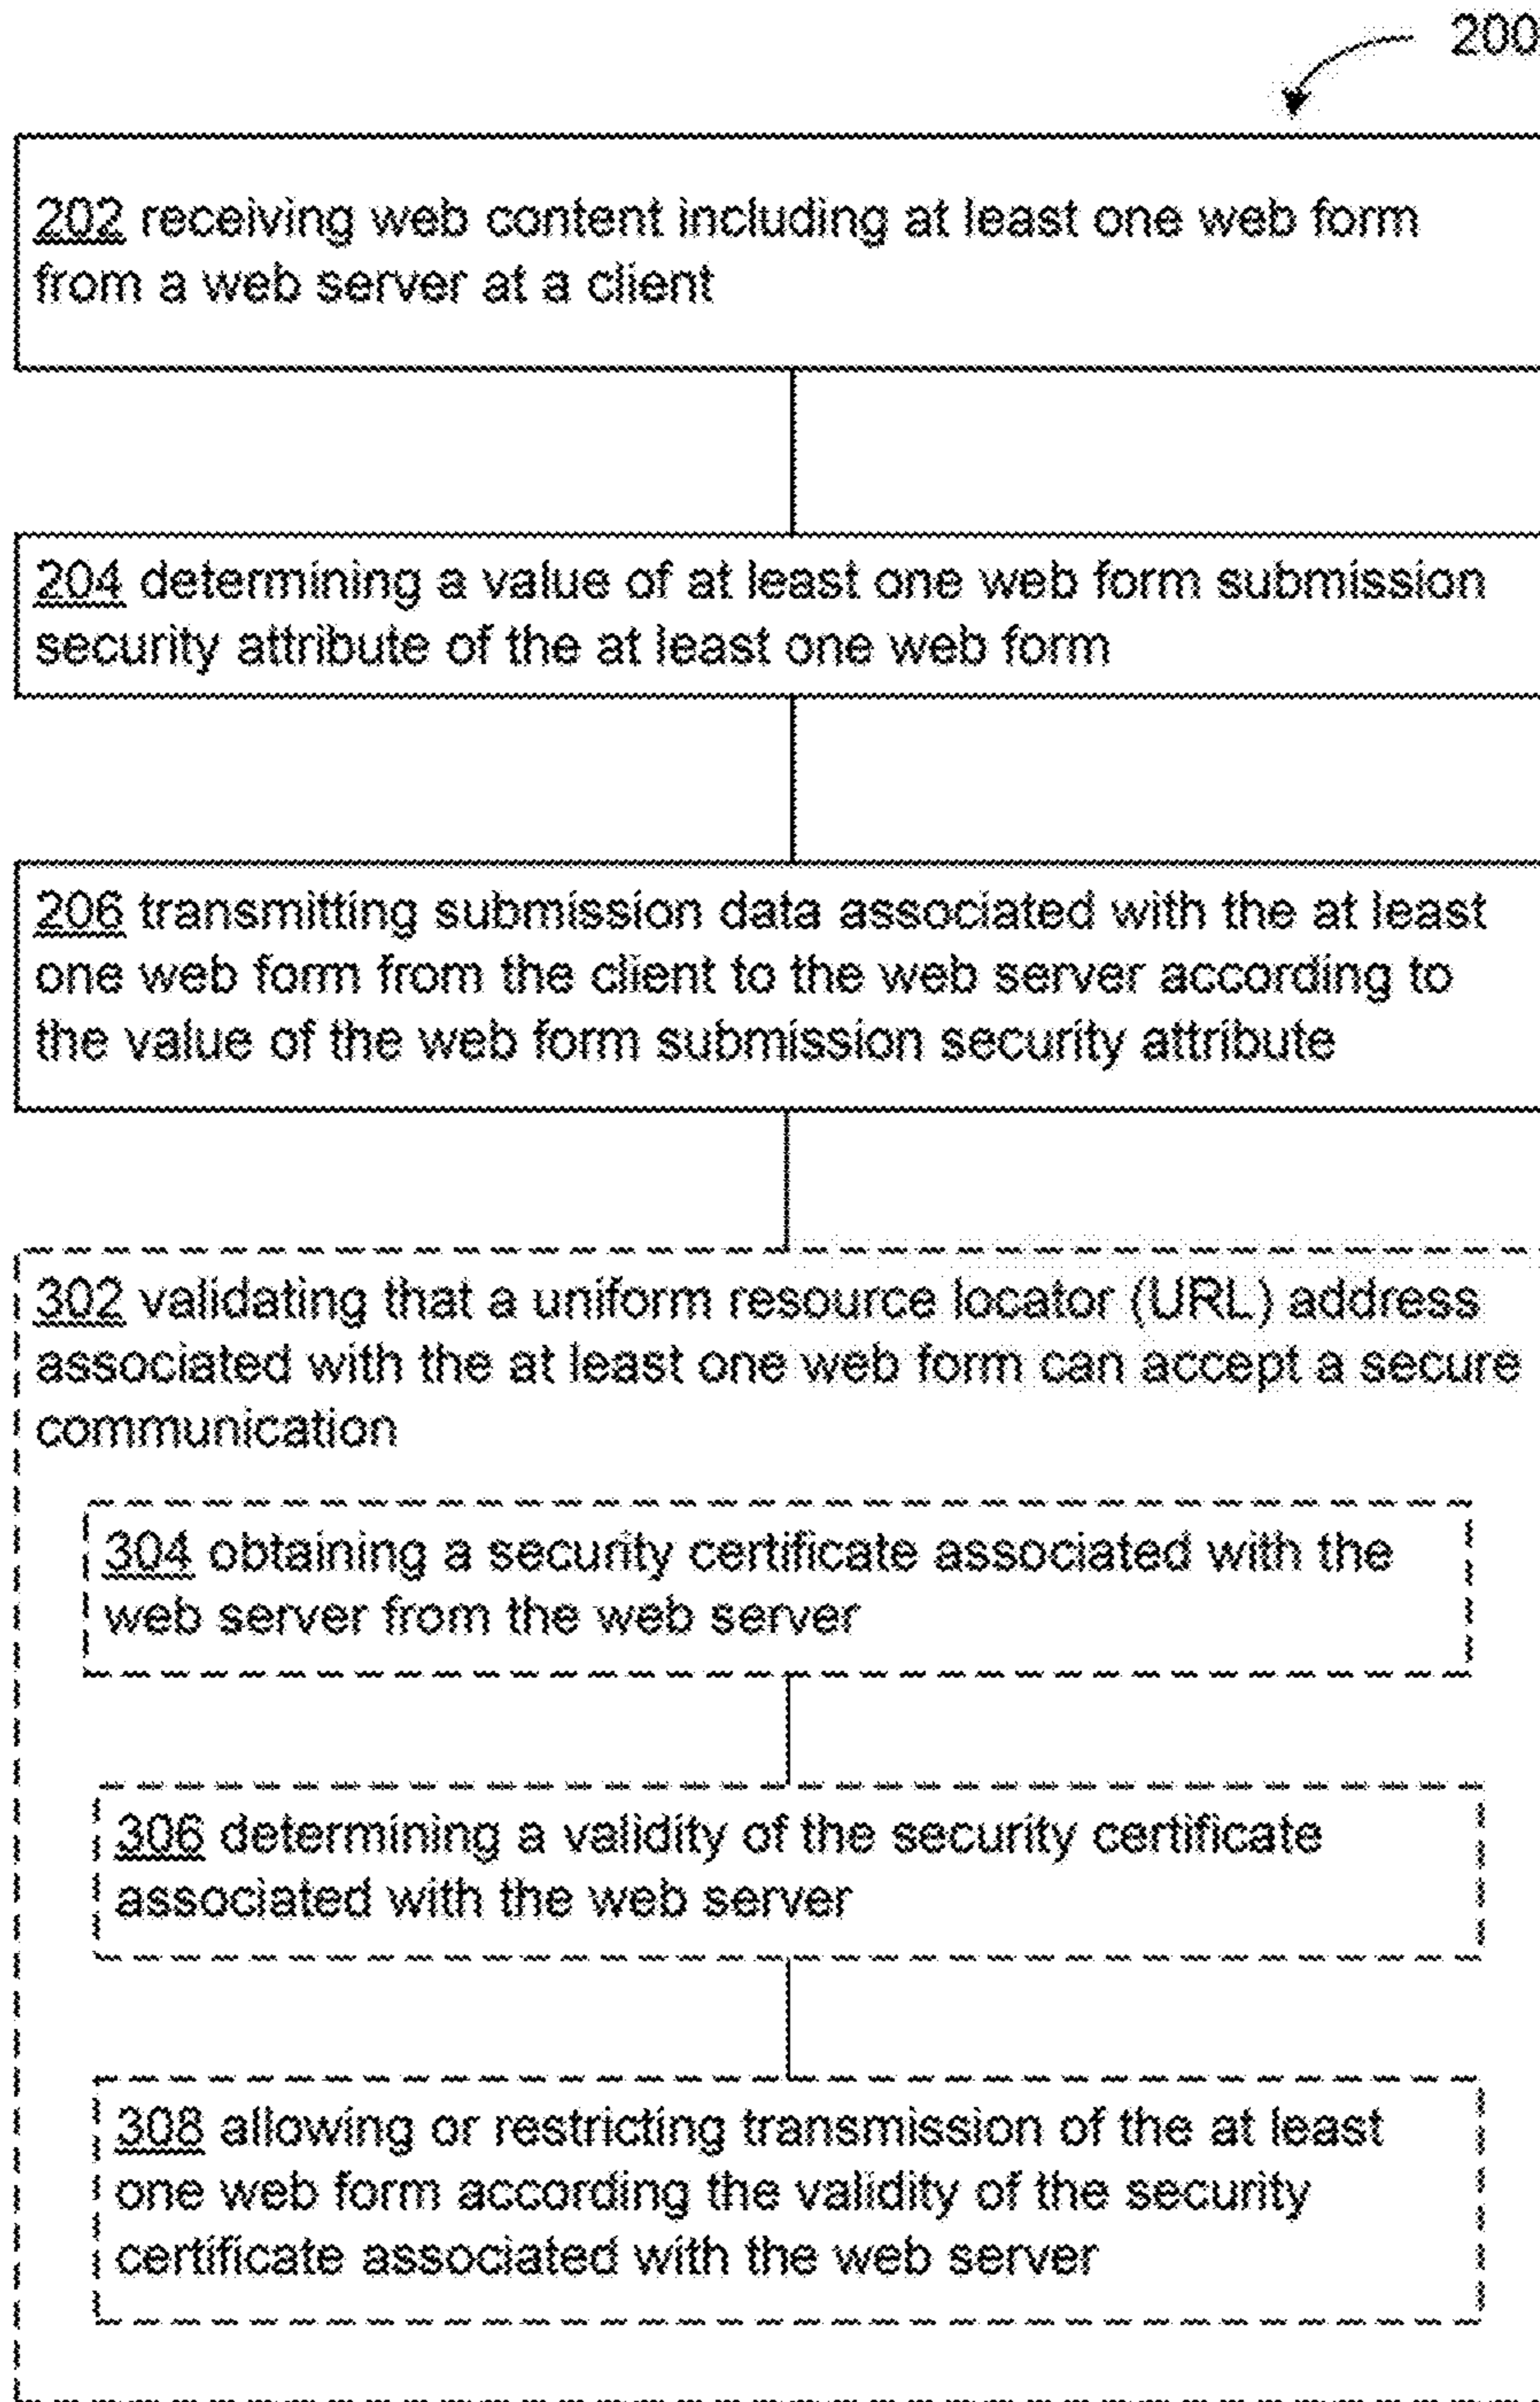 200
202 receiving web content including at least one web form
from a web server at a client
204 determining a value of at least one web form submission
security attribute of the at least one web form
206 transmitting submission data associated with the at least
one web form from the client to the web server according to
the value of the web form submission security attribute
302 validating that a uniform resource locator (URL) address
associated with the at least one web form can accept a secure
communication
304 obtaining a security certificate associated with the
web server from the web server
306 determining a validity of the security certificate
associated with the web server
308 allowing or restricting transmission of the at least
one web form according the validity of the security
certificate associated with the web server